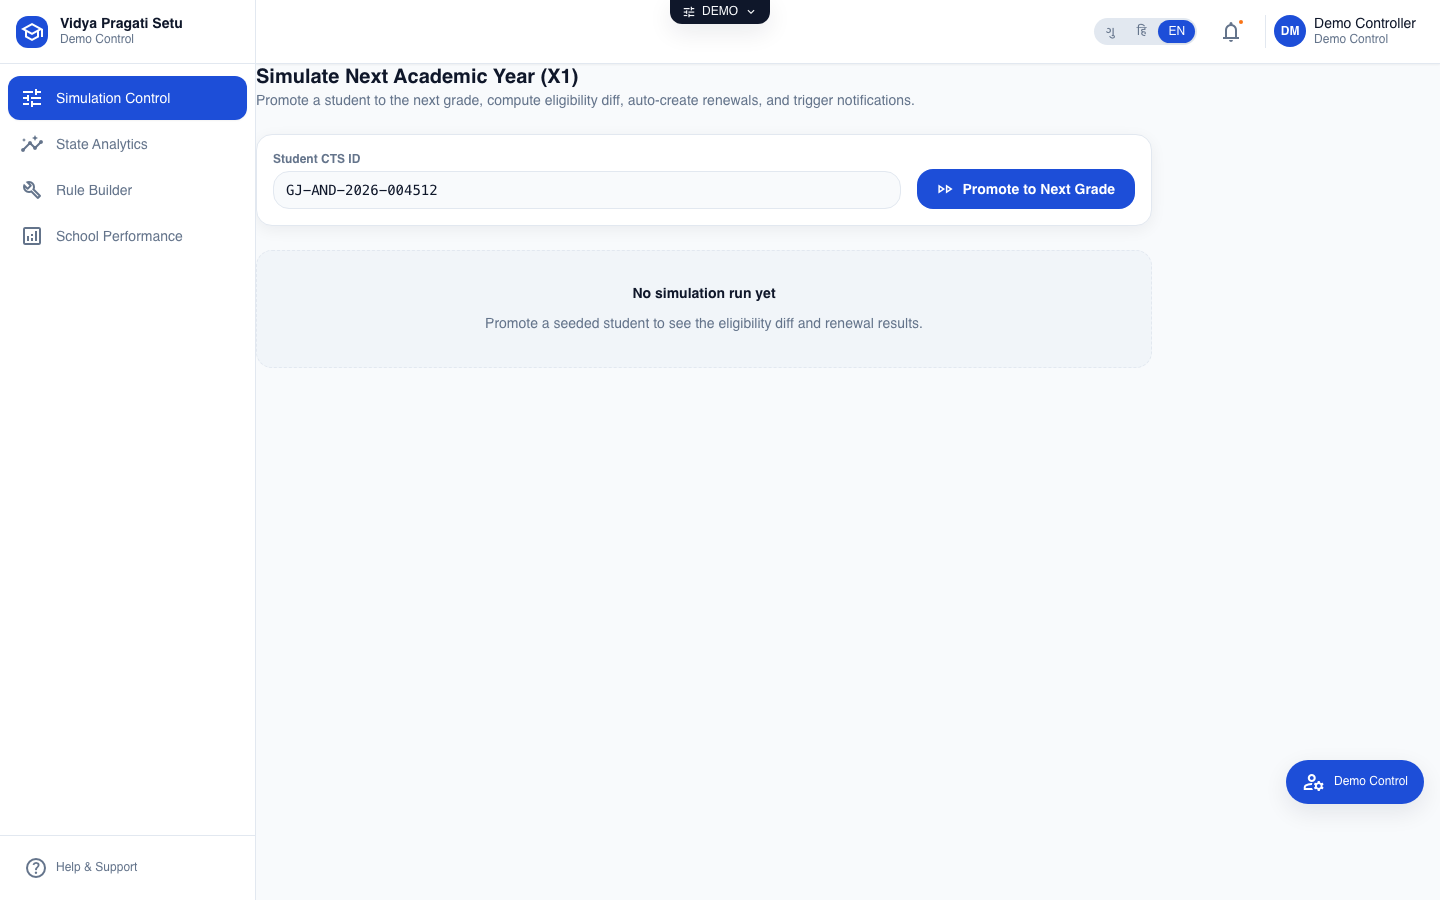 Vidya Pragati Setu
Demo Control
DEMO
ગુ
हि
EN
DM
Demo Controller
Demo Control
Simulation Control
State Analytics
Rule Builder
School Performance
Simulate Next Academic Year (X1)
Promote a student to the next grade, compute eligibility diff, auto-create renewals, and trigger notifications.
Student CTS ID
GJ-AND-2026-004512
Promote to Next Grade
No simulation run yet
Promote a seeded student to see the eligibility diff and renewal results.
Demo Control
Help & Support